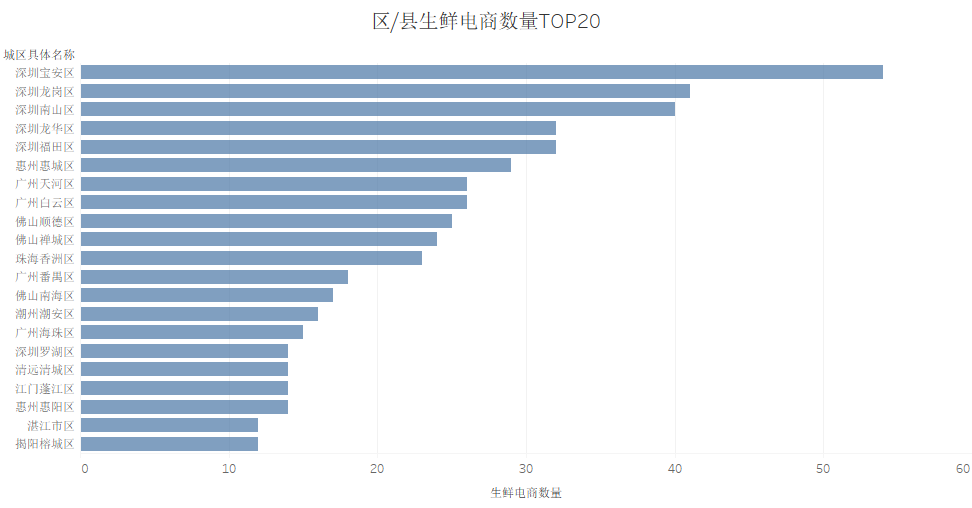 区/县生鲜电商数量TOP20
城区具体名称
深圳宝安区
深圳龙岗区
深圳南山区
深圳龙华区
深圳福田区
惠州惠城区
广州天河区
广州白云区
佛山顺德区
佛山禅城区
珠海香洲区
广州番禺区
佛山南海区
潮州潮安区
广州海珠区
深圳罗湖区
清远清城区
江门蓬江区
惠州惠阳区
湛江市区
揭阳榕城区
0 10 20 30 40 50 60
生鲜电商数量